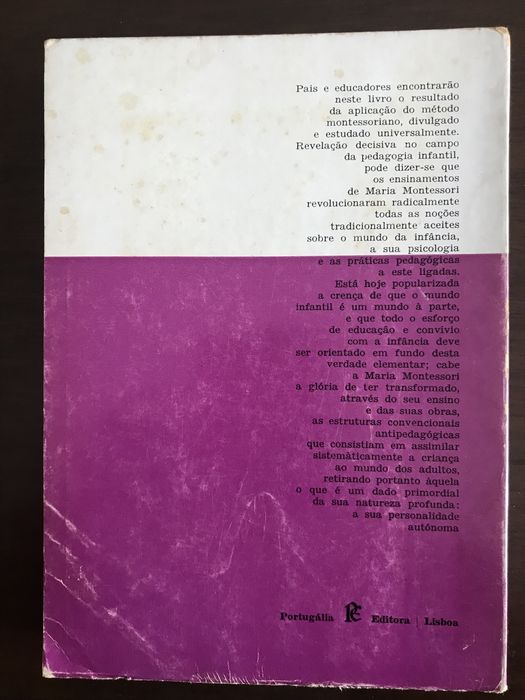 Pais e educadores encontrarão
neste livro o resultado
da aplicação do método
montessoriano, divulgado
e estudado universalmente.
Revelação decisiva no campo
da pedagogia infantil,
pode dizer-se que
os ensinamentos
de Maria Montessori
revolucionaram radicalmente
todas as noções
tradicionalmente aceites
sobre o mundo da infância,
a sua psicologia
e as práticas pedagógicas
a este ligadas.
Está hoje popularizada
a crença de que o mundo
infantil é um mundo à parte,
e que todo o esforço
de educação e convívio
com a infância deve
ser orientado em fundo desta
verdade elementar; cabe
a Maria Montessori
a glória de ter transformado,
através do seu ensino
e das suas obras,
as estruturas convencionais
antipedagógicas
que consistiam em assimilar
sistemàticamente a criança
ao mundo dos adultos,
retirando portanto àquela
o que é um dado primordial
da sua natureza profunda:
a sua personalidade
autónoma
Portugália PE Editora | Lisboa